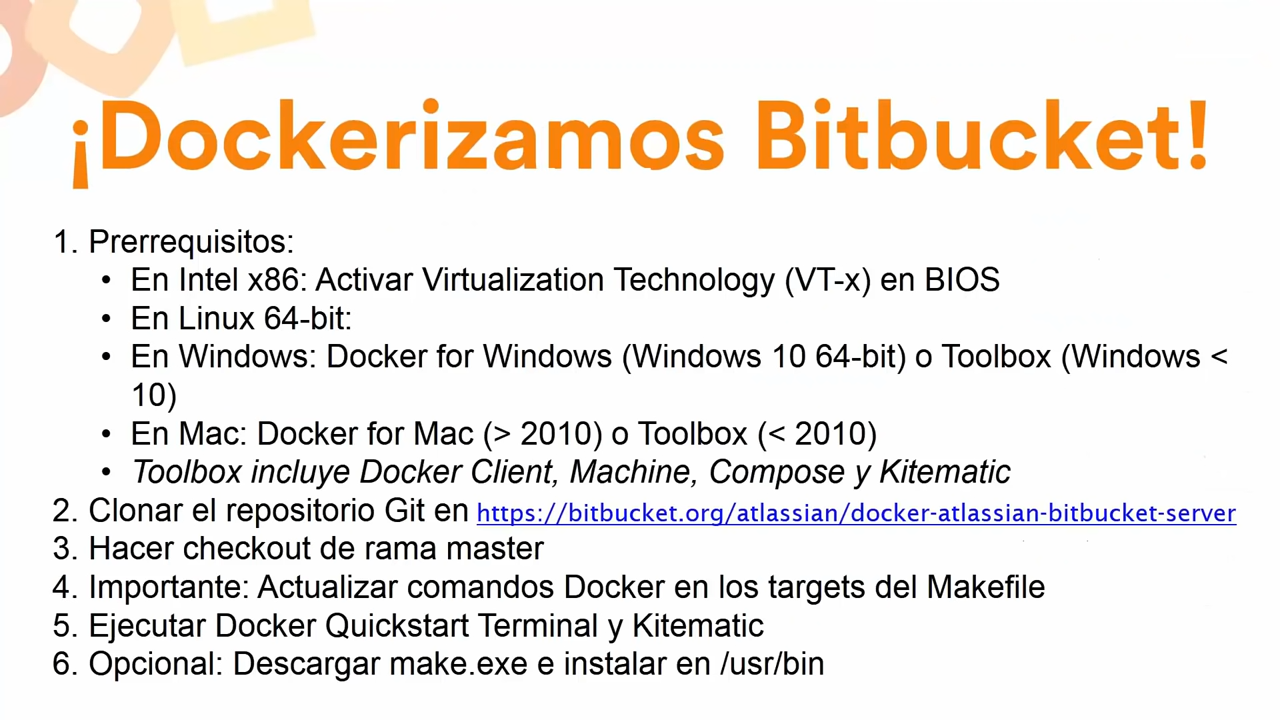 ¡Dockerizamos Bitbucket!
1. Prerrequisitos:
• En Intel x86: Activar Virtualization Technology (VT-x) en BIOS
• En Linux 64-bit:
• En Windows: Docker for Windows (Windows 10 64-bit) o Toolbox (Windows <
10)
• En Mac: Docker for Mac (> 2010) o Toolbox (< 2010)
• Toolbox incluye Docker Client, Machine, Compose y Kitematic
2. Clonar el repositorio Git en https://bitbucket.org/atlassian/docker-atlassian-bitbucket-server
3. Hacer checkout de rama master
4. Importante: Actualizar comandos Docker en los targets del Makefile
5. Ejecutar Docker Quickstart Terminal y Kitematic
6. Opcional: Descargar make.exe e instalar en /usr/bin